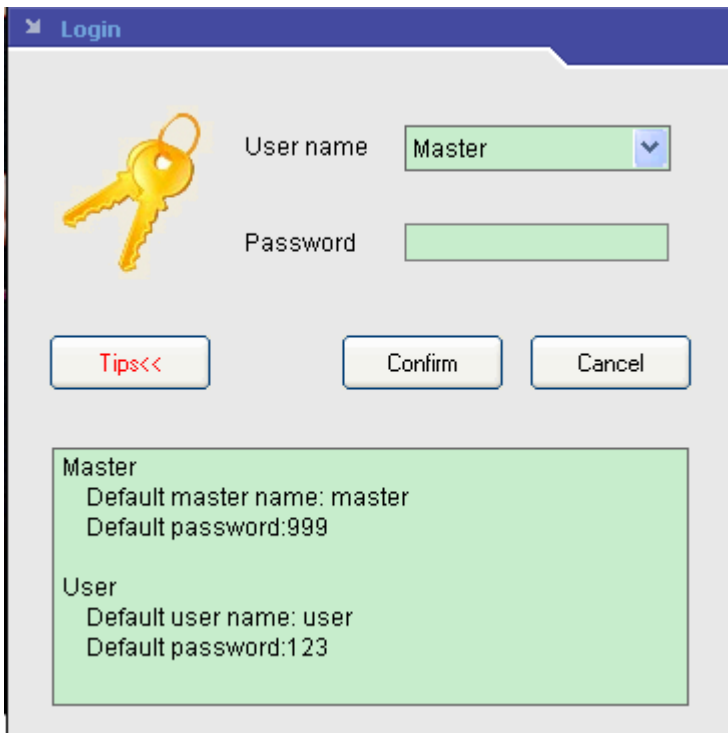 Login
User name Master
Password
Tips<< Confirm Cancel
Master
Default master name: master
Default password:999
User
Default user name: user
Default password:123